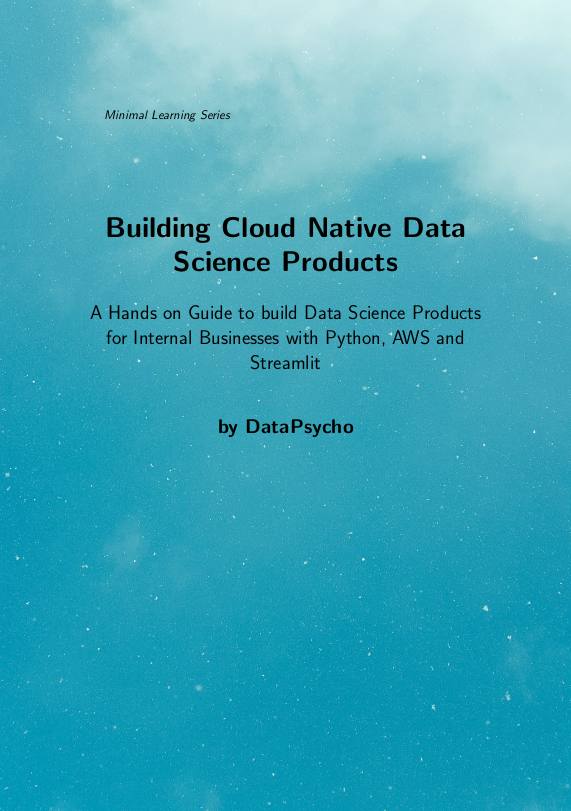 Minimal Learning Series
Building Cloud Native Data
Science Products
A Hands on Guide to build Data Science Products
for Internal Businesses with Python, AWS and
Streamlit
by DataPsycho